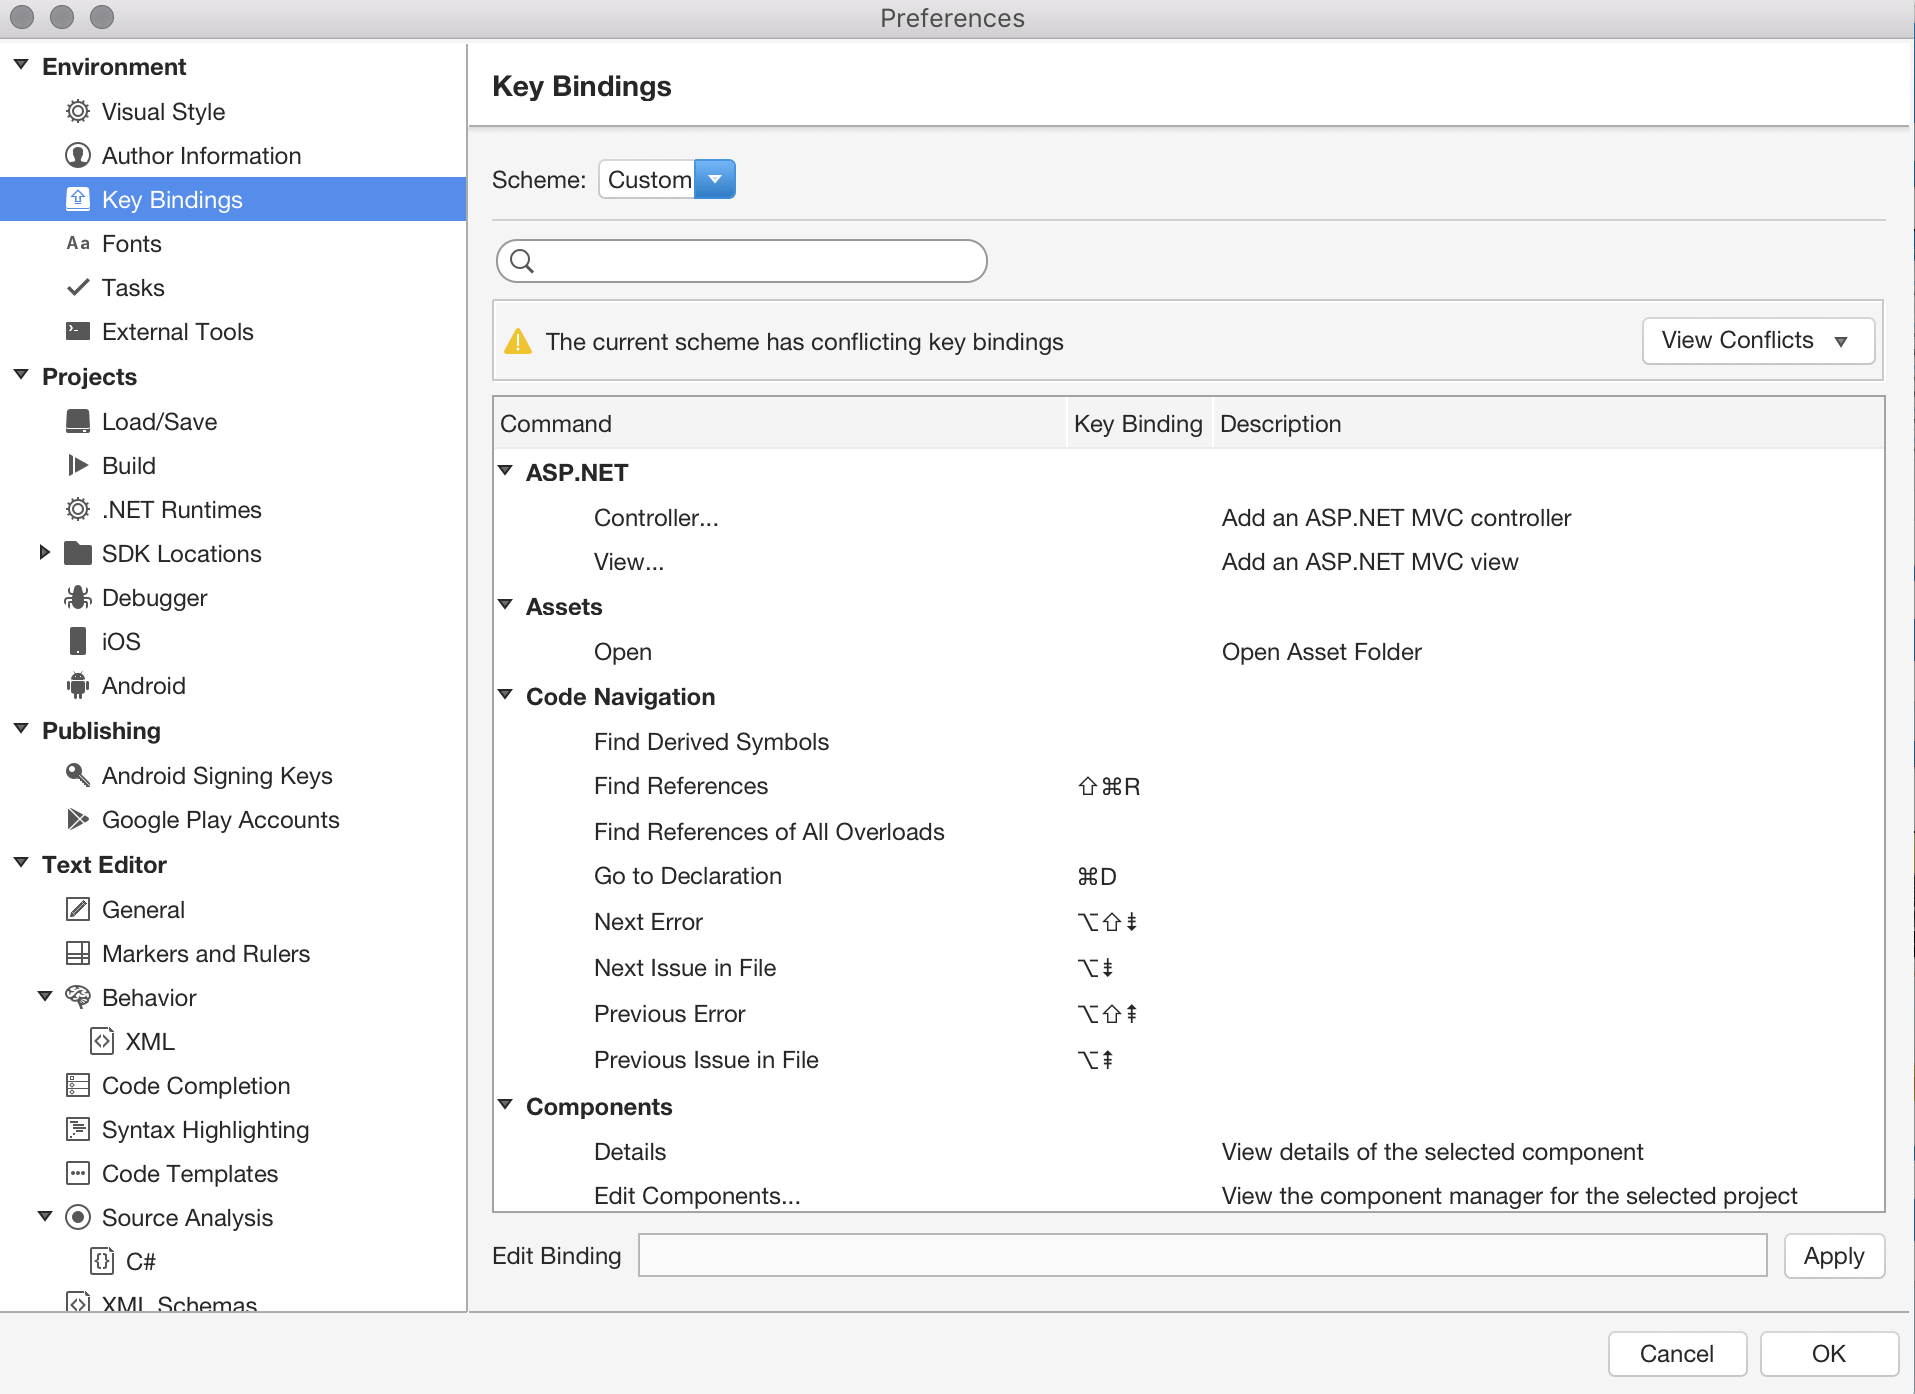 Preferences
Environment
Visual Style
Author Information
Key Bindings
Aa Fonts
Tasks
External Tools
Projects
Load/Save
Build
.NET Runtimes
SDK Locations
Debugger
iOS
Android
Publishing
Android Signing Keys
Google Play Accounts
Text Editor
General
Markers and Rulers
Behavior
XML
Code Completion
Syntax Highlighting
Code Templates
Source Analysis
C#
XML Schemas
Key Bindings
Scheme: Custom
The current scheme has conflicting key bindings
View Conflicts
Command Key Binding Description
ASP.NET
Controller... Add an ASP.NET MVC controller
View... Add an ASP.NET MVC view
Assets
Open Open Asset Folder
Code Navigation
Find Derived Symbols
Find References ⇧⌘R
Find References of All Overloads
Go to Declaration ⌘D
Next Error ⌥⇧⇟
Next Issue in File ⌥⇟
Previous Error ⌥⇧⇞
Previous Issue in File ⌥⇞
Components
Details View details of the selected component
Edit Components... View the component manager for the selected project
Edit Binding
Apply
Cancel
OK